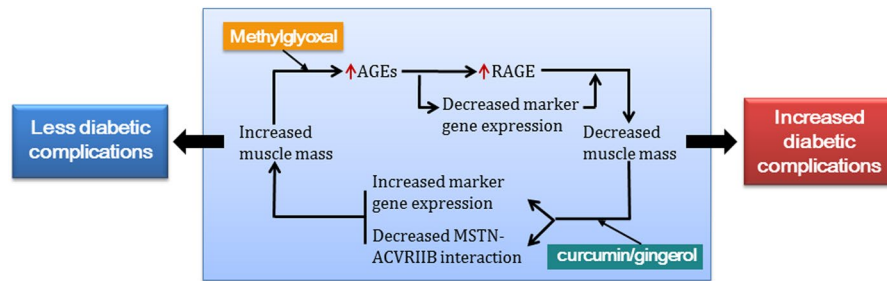 Methylglyoxal
↑AGEs
↑RAGE
Decreased marker
gene expression
Less diabetic
complications
Increased
muscle mass
Decreased
muscle mass
Increased
diabetic
complications
Increased marker
gene expression
Decreased MSTN-
ACVRIIB interaction
curcumin/gingerol